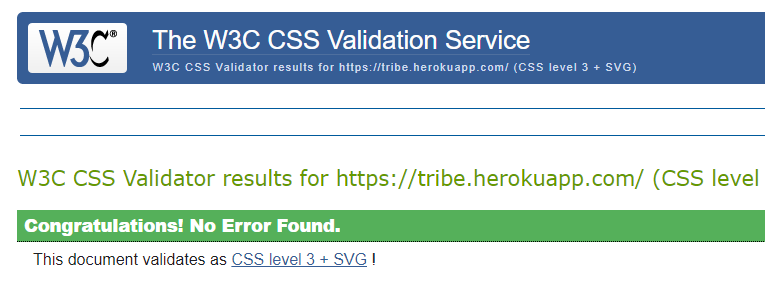 W3C®
The W3C CSS Validation Service
W3C CSS Validator results for https://tribe.herokuapp.com/ (CSS level 3 + SVG)
W3C CSS Validator results for https://tribe.herokuapp.com/ (CSS level
Congratulations! No Error Found.
This document validates as CSS level 3 + SVG !